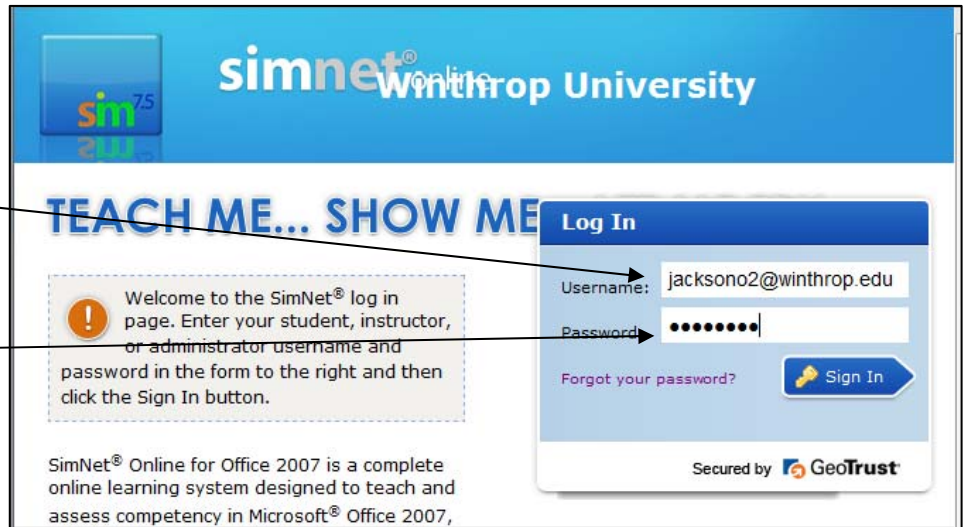 simnet® online
Winthrop University
sim 7.5
TEACH ME... SHOW ME
Log In
Welcome to the SimNet® log in
page. Enter your student, instructor,
or administrator username and
password in the form to the right and then
click the Sign In button.
Username: jacksono2@winthrop.edu
Password: ●●●●●●●●
Forgot your password? Sign In
Secured by GeoTrust
SimNet® Online for Office 2007 is a complete
online learning system designed to teach and
assess competency in Microsoft® Office 2007,